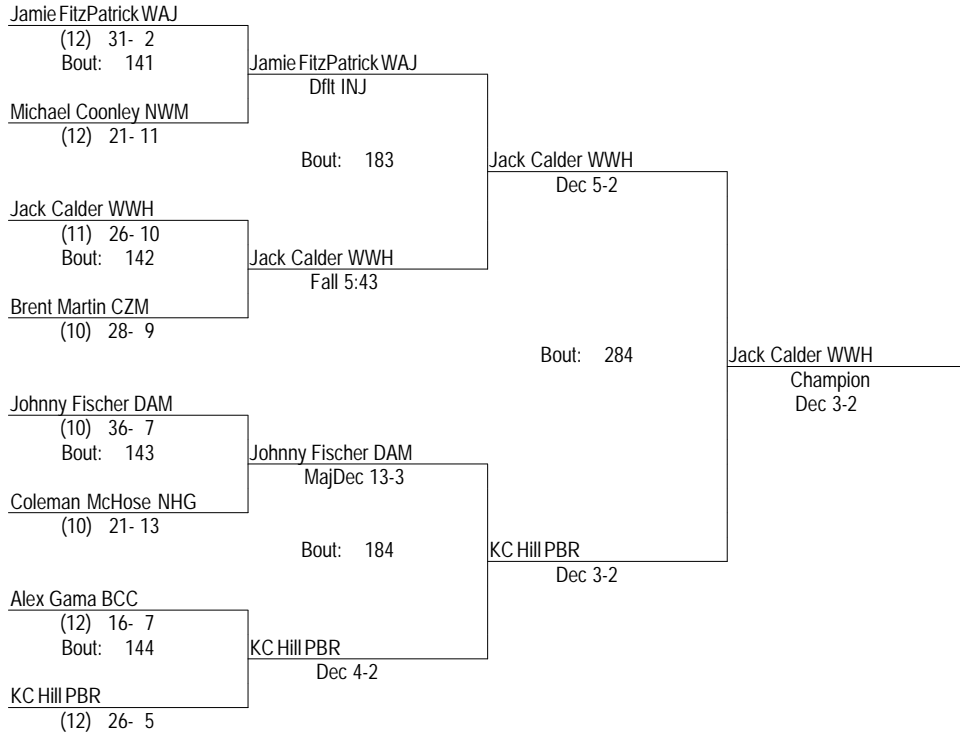 Jamie FitzPatrick WAJ
(12) 31- 2
Bout: 141
Jamie FitzPatrick WAJ
Dflt INJ
Michael Coonley NWM
(12) 21- 11
Bout: 183
Jack Calder WWH
Dec 5-2
Jack Calder WWH
(11) 26- 10
Bout: 142
Jack Calder WWH
Fall 5:43
Brent Martin CZM
(10) 28- 9
Bout: 284
Jack Calder WWH
Champion
Dec 3-2
Johnny Fischer DAM
(10) 36- 7
Bout: 143
Johnny Fischer DAM
MajDec 13-3
Coleman McHose NHG
(10) 21- 13
Bout: 184
KC Hill PBR
Dec 3-2
Alex Gama BCC
(12) 16- 7
Bout: 144
KC Hill PBR
Dec 4-2
KC Hill PBR
(12) 26- 5